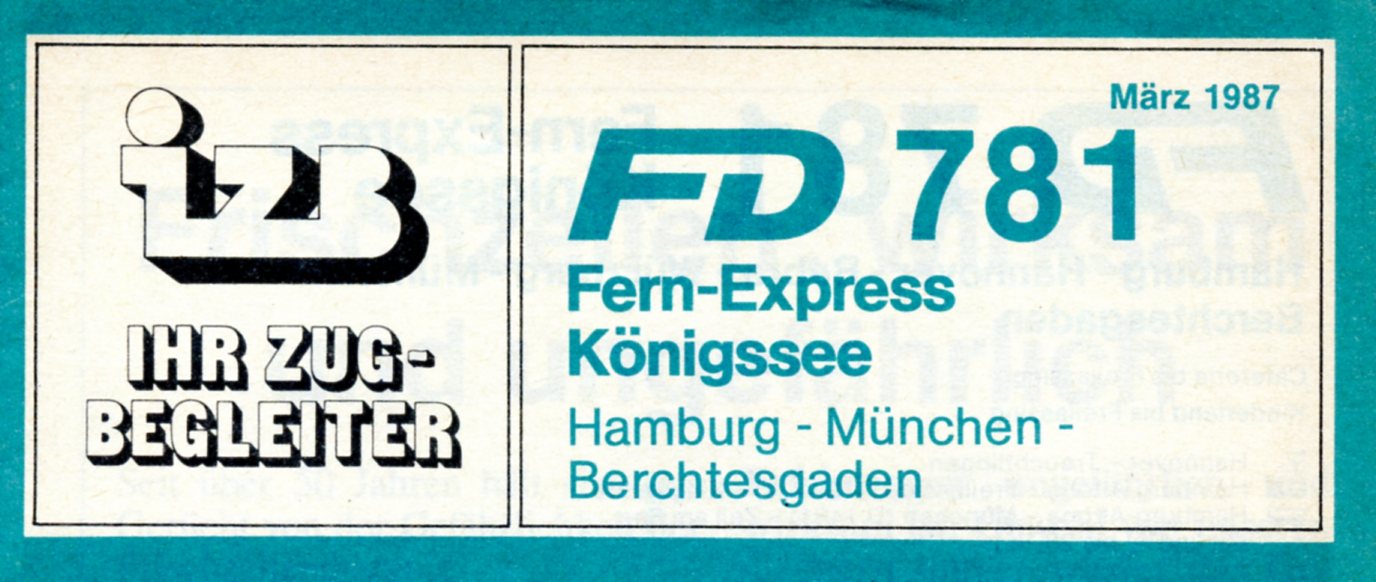 izB
IHR ZUG-
BEGLEITER
März 1987
FD 781
Fern-Express
Königssee
Hamburg - München -
Berchtesgaden